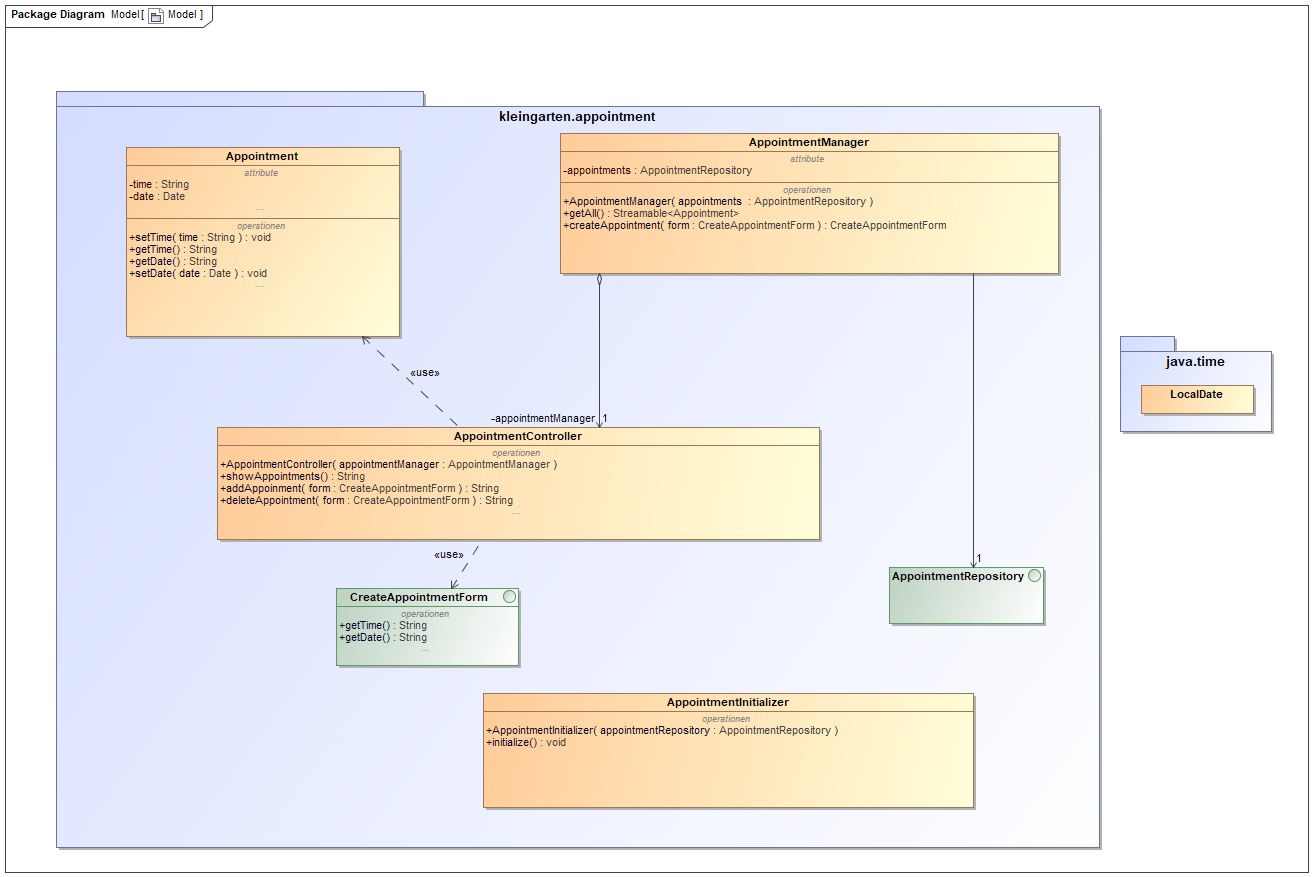 Package Diagram Model[ Model ]
kleingarten.appointment
Appointment
attribute
-time : String
-date : Date
...
operationen
+setTime( time : String ) : void
+getTime() : String
+getDate() : String
+setDate( date : Date ) : void
...
AppointmentManager
attribute
-appointments : AppointmentRepository
operationen
+AppointmentManager( appointments : AppointmentRepository )
+getAll() : Streamable<Appointment>
+createAppointment( form : CreateAppointmentForm ) : CreateAppointmentForm
java.time
LocalDate
«use»
-appointmentManager 1
AppointmentController
operationen
+AppointmentController( appointmentManager : AppointmentManager )
+showAppointments() : String
+addAppoinment( form : CreateAppointmentForm ) : String
+deleteAppointment( form : CreateAppointmentForm ) : String
...
«use»
1
CreateAppointmentForm
operationen
+getTime() : String
+getDate() : String
...
AppointmentRepository
AppointmentInitializer
operationen
+AppointmentInitializer( appointmentRepository : AppointmentRepository )
+initialize() : void